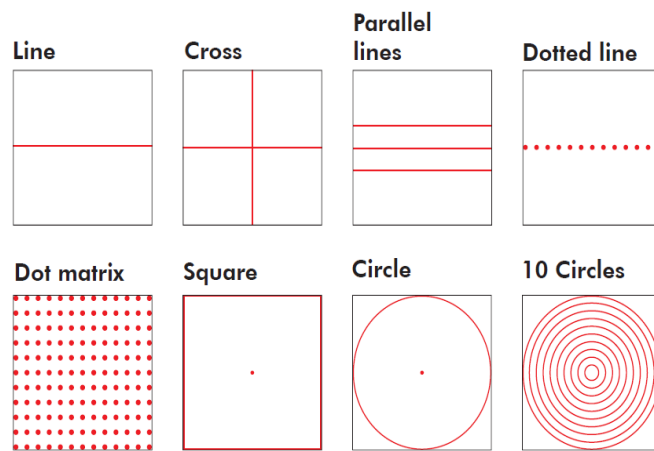 Line
Cross
Parallel
lines
Dotted line
Dot matrix
Square
Circle
10 Circles